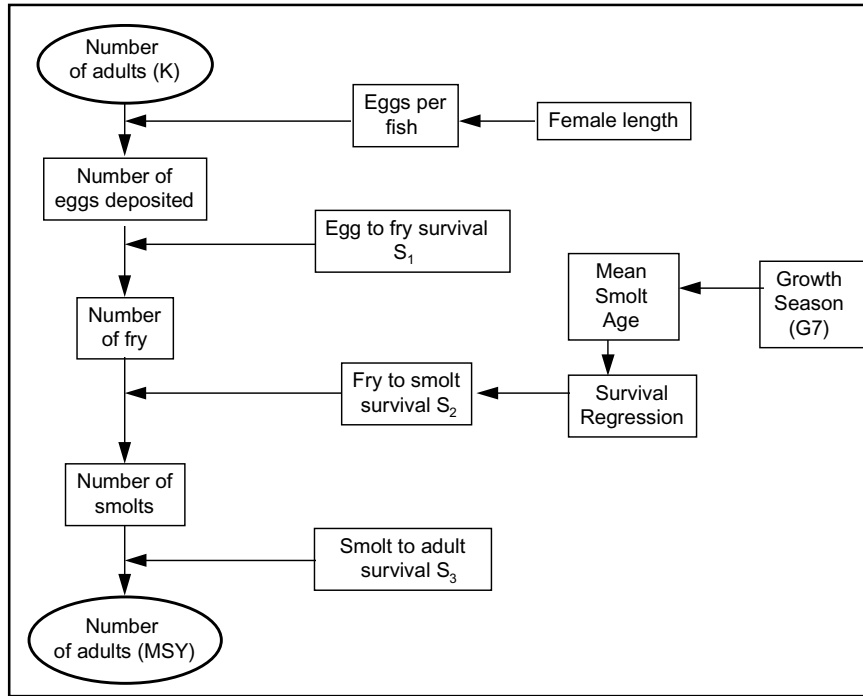 Number
of adults (K)
Eggs per
fish
Female length
Number of
eggs deposited
Egg to fry survival
S₁
Mean
Smolt
Age
Growth
Season
(G7)
Number
of fry
Fry to smolt
survival S₂
Survival
Regression
Number of
smolts
Smolt to adult
survival S₃
Number
of adults (MSY)